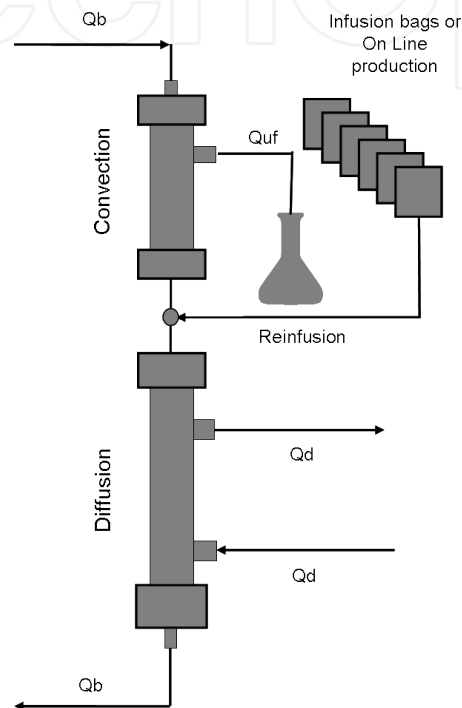 Qb
Infusion bags or
On Line
production
Convection
Quf
Reinfusion
Diffusion
Qd
Qd
Qb